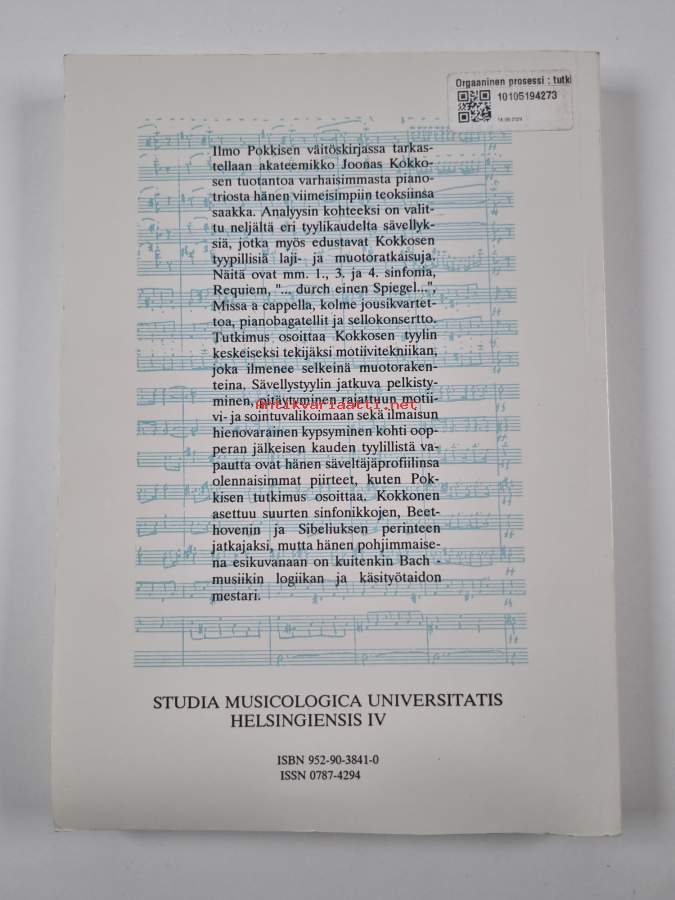 Orgaaninen prosessi : tutki
10105194273
Ilmo Pokkisen väitöskirjassa tarkas-
tellaan akateemikko Joonas Kokko-
sen tuotantoa varhaisimmasta piano-
triosta hänen viimeisimpiin teoksiinsa
saakka. Analyysin kohteeksi on valit-
tu neljältä eri tyylikaudelta sävellyk-
siä, jotka myös edustavat Kokkosen
tyypillisiä laji- ja muotoratkaisuja.
Näitä ovat mm. 1., 3. ja 4. sinfonia,
Requiem, "... durch einen Spiegel...",
Missa a cappella, kolme jousikvartet-
toa, pianobagatellit ja sellokonsertto.
Tutkimus osoittaa Kokkosen tyylin
keskeiseksi tekijäksi motiivitekniikan,
joka ilmenee selkeinä muotoraken-
teina. Sävellystyylin jatkuva pelkisty-
minen, pitäytyminen rajattuun motii-
antikvariaatti.net
vi- ja sointuvalikoimaan sekä ilmaisun
hienovarainen kypsyminen kohti oop-
peran jälkeisen kauden tyylillistä va-
pautta ovat hänen säveltäjäprofiilinsa
olennaisimmat piirteet, kuten Pok-
kisen tutkimus osoittaa. Kokkonen
asettuu suurten sinfonikkojen, Beet-
hovenin ja Sibeliuksen perinteen
jatkajaksi, mutta hänen pohjimmaise-
na esikuvanaan on kuitenkin Bach -
musiikin logiikan ja käsityötaidon
mestari.
STUDIA MUSICOLOGICA UNIVERSITATIS
HELSINGIENSIS IV
ISBN 952-90-3841-0
ISSN 0787-4294